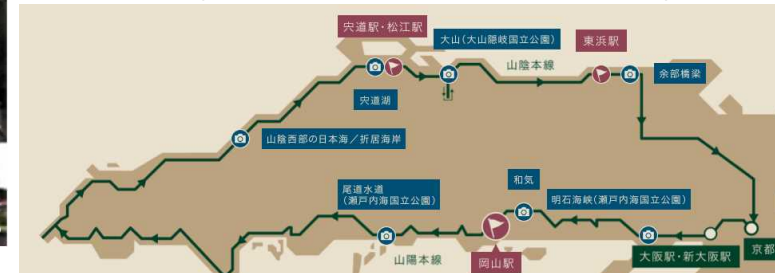 宍道駅・松江駅
大山(大山隠岐国立公園)
東浜駅
山陰本線
余部橋梁
宍道湖
山陰西部の日本海/折居海岸
尾道水道
(瀬戸内海国立公園)
和気
明石海峡(瀬戸内海国立公園)
山陽本線
岡山駅
大阪駅・新大阪駅
京都